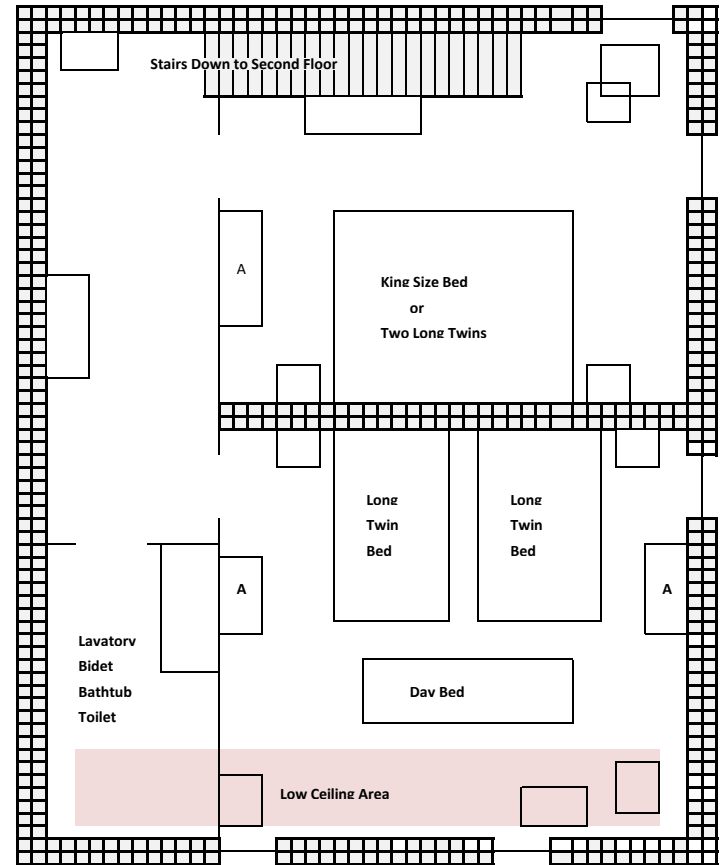 Stairs Down to Second Floor
A
King Size Bed
or
Two Long Twins
Long
Twin
Bed
Long
Twin
Bed
A
A
Lavatory
Bidet
Bathtub
Toilet
Day Bed
Low Ceiling Area